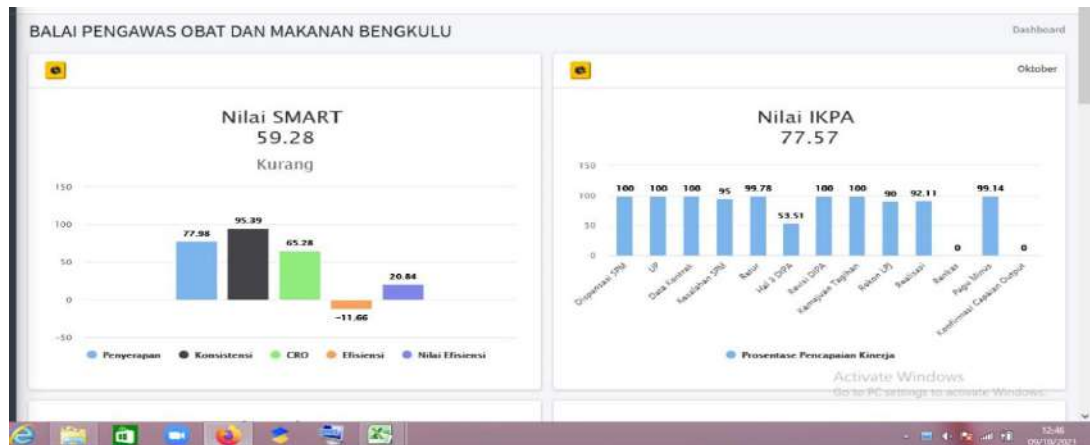 BALAI PENGAWAS OBAT DAN MAKANAN BENGKULU
Dashboard
Nilai SMART
59.28
Kurang
150
100
50
0
-50
77.98
95.39
65.28
-11.66
20.84
Penyerapan Konsistensi CRO Efisiensi Nilai Efisiensi
Oktober
Nilai IKPA
77.57
150
100
50
0
100 100 100 95 99.78 53.51 100 100 90 92.11 0 99.14 0
Dispensasi SPM
UP
Data Kontrak
Kesalahan SPM
Retur
Hal 3 DIPA
Revisi DIPA
Kemajuan Tagihan
Rekon LPJ
Realisasi
Renkas
Pagu Minus
Konfirmasi Capaian Output
Prosentase Pencapaian Kinerja
Activate Windows
Go to PC settings to activate Windows.
12:46
09/10/2021